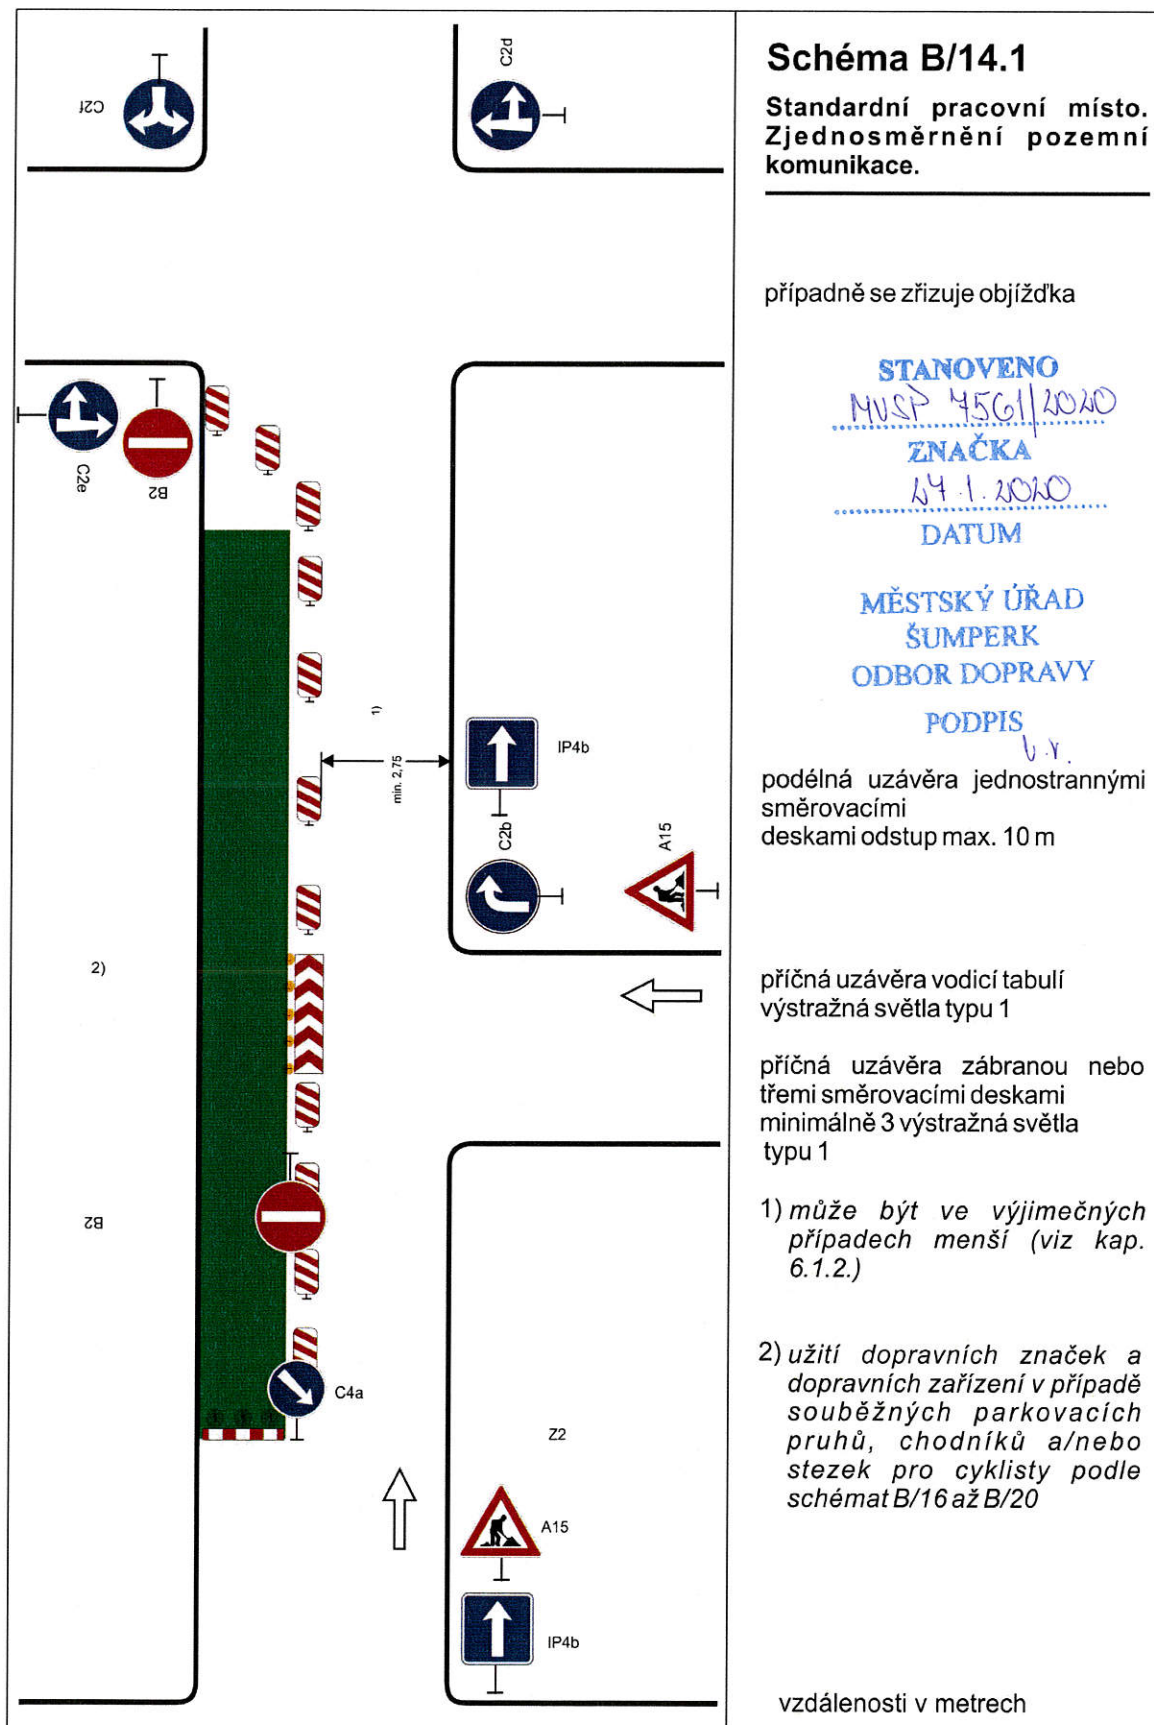 Schéma B/14.1
Standardní pracovní místo.
Zjednosměrnění pozemní
komunikace.
případně se zřizuje objížďka
STANOVENO
MUSP 7561/2020
ZNAČKA
27.1.2020
DATUM
MĚSTSKÝ ÚŘAD
ŠUMPERK
ODBOR DOPRAVY
PODPIS
v.r.
podélná uzávěra jednostrannými
směrovacími
deskami odstup max. 10 m
příčná uzávěra vodicí tabulí
výstražná světla typu 1
příčná uzávěra zábranou nebo
třemi směrovacími deskami
minimálně 3 výstražná světla
typu 1
1) může být ve výjimečných
případech menší (viz kap.
6.1.2.)
2) užití dopravních značek a
dopravních zařízení v případě
souběžných parkovacích
pruhů, chodníků a/nebo
stezek pro cyklisty podle
schémat B/16 až B/20
vzdálenosti v metrech
C2f
C2d
C2e
B2
1)
min. 2,75
IP4b
C2b
A15
2)
B2
C4a
Z2
A15
IP4b